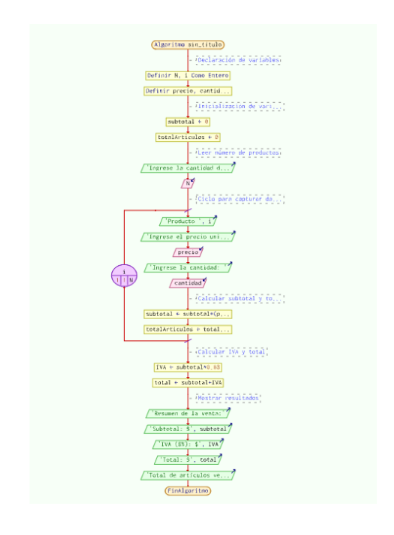 Algoritmo sin_titulo
Declaración de variables
Definir N, i Como Entero
Definir precio, cantid ...
Inicialización de vari...
subtotal ← 0
totalArticulos ← 0
Leer número de productos
'Ingrese la cantidad d...
N
Ciclo para capturar da...
'Producto ', i
'Ingrese el precio uni...
precio
'Ingrese la cantidad: '
cantidad
i
1 1 N
Calcular subtotal y to...
subtotal ← subtotal+(p...
totalArticulos ← total...
Calcular IVA y total
IVA ← subtotal*0.08
total ← subtotal+IVA
Mostrar resultados
'Resumen de la venta:'
'Subtotal: $', subtotal
'IVA (8%): $', IVA
'Total: $', total
'Total de artículos ve...
FinAlgoritmo